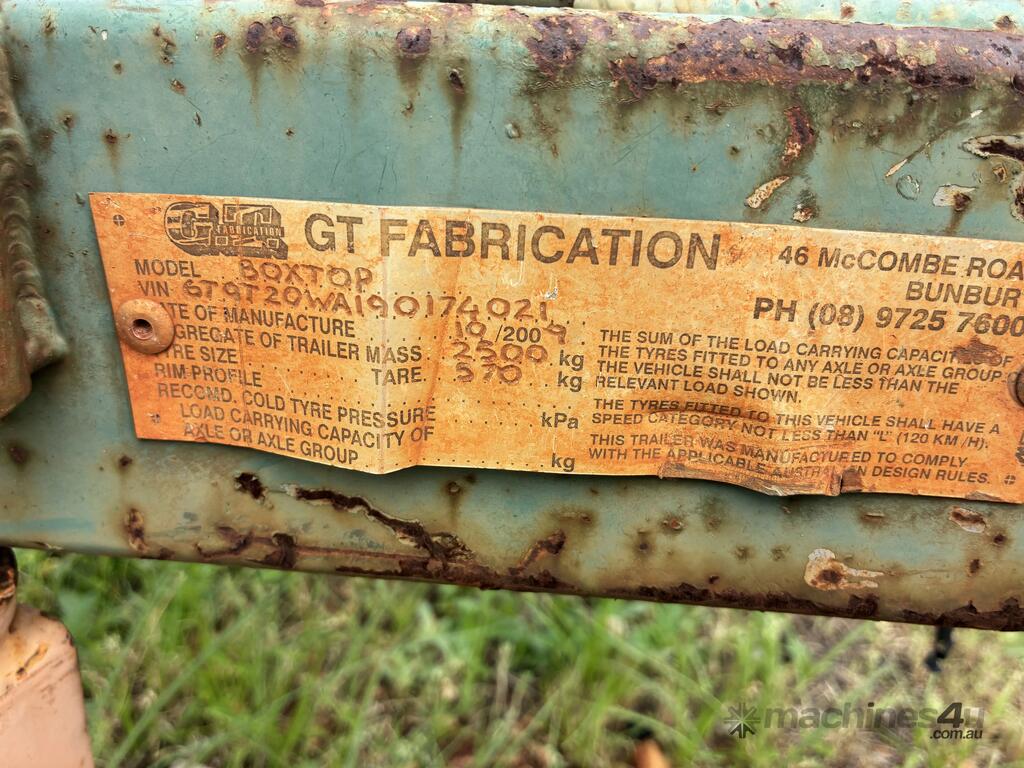 GT FABRICATION
GT FABRICATION
46 McCOMBE ROA
BUNBUR
PH (08) 9725 7600
MODEL BOXTOP
VIN 6T9T20WA190174021
TE OF MANUFACTURE 10/2009
GREGATE OF TRAILER MASS 2500 kg
YRE SIZE TARE 570 kg
RIM PROFILE
RECOMD. COLD TYRE PRESSURE kPa
LOAD CARRYING CAPACITY OF
AXLE OR AXLE GROUP kg
THE SUM OF THE LOAD CARRYING CAPACIT OF
THE TYRES FITTED TO ANY AXLE OR AXLE GROUP
THE VEHICLE SHALL NOT BE LESS THAN THE
RELEVANT LOAD SHOWN.
THE TYRES FITTED TO THIS VEHICLE SHALL HAVE A
SPEED CATEGORY NOT LESS THAN "L" (120 KM /H).
THIS TRAILER WAS MANUFACTURED TO COMPLY
WITH THE APPLICABLE AUSTRALIAN DESIGN RULES.
machines4u
.com.au